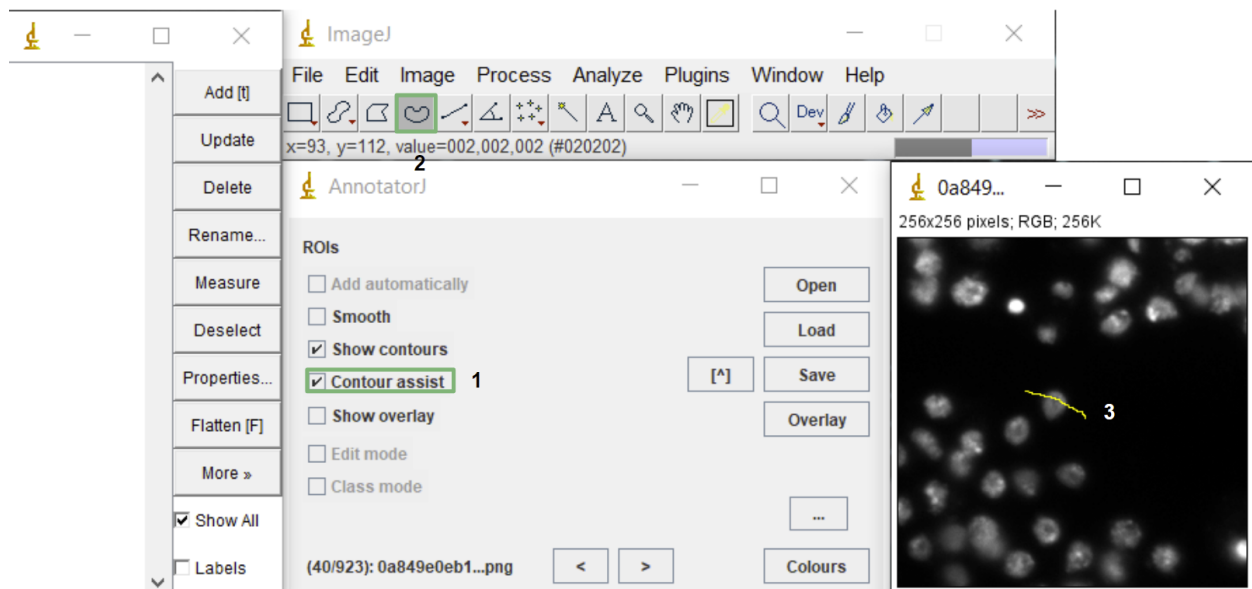 Add [t]
Update
Delete
Rename...
Measure
Deselect
Properties...
Flatten [F]
More »
Show All
Labels
ImageJ
File Edit Image Process Analyze Plugins Window Help
A Dev >>
x=93, y=112, value=002,002,002 (#020202)
2
AnnotatorJ
ROIs
Add automatically
Smooth
Show contours
Contour assist 1
Show overlay
Edit mode
Class mode
Open
Load
[^] Save
Overlay
...
(40/923): 0a849e0eb1...png < > Colours
0a849...
256x256 pixels; RGB; 256K
3